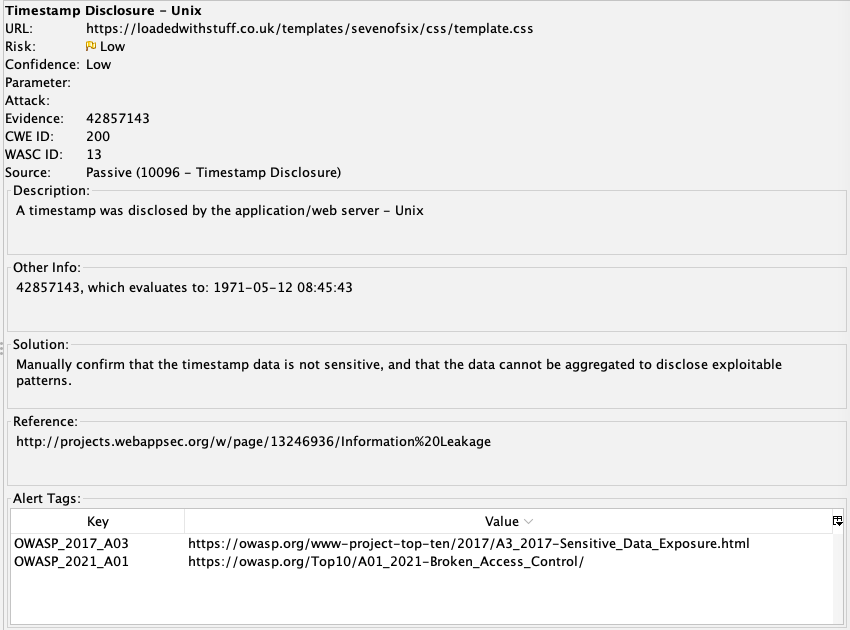 Timestamp Disclosure – Unix
URL: https://loadedwithstuff.co.uk/templates/sevenofsix/css/template.css
Risk: Low
Confidence: Low
Parameter:
Attack:
Evidence: 42857143
CWE ID: 200
WASC ID: 13
Source: Passive (10096 – Timestamp Disclosure)
Description:
A timestamp was disclosed by the application/web server – Unix
Other Info:
42857143, which evaluates to: 1971-05-12 08:45:43
Solution:
Manually confirm that the timestamp data is not sensitive, and that the data cannot be aggregated to disclose exploitable
patterns.
Reference:
http://projects.webappsec.org/w/page/13246936/Information%20Leakage
Alert Tags:
Key Value
OWASP_2017_A03 https://owasp.org/www-project-top-ten/2017/A3_2017-Sensitive_Data_Exposure.html
OWASP_2021_A01 https://owasp.org/Top10/A01_2021-Broken_Access_Control/